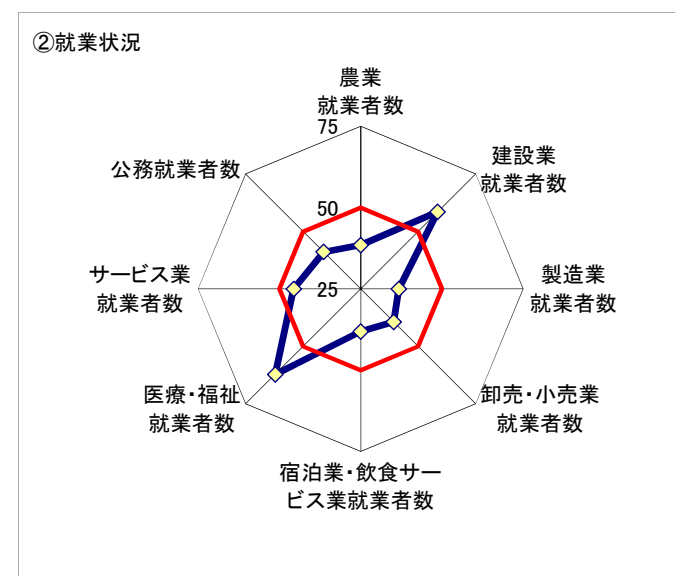 ②就業状況
農業
就業者数
75
建設業
就業者数
公務就業者数
50
サービス業
就業者数
25
製造業
就業者数
医療・福祉
就業者数
卸売・小売業
就業者数
宿泊業・飲食サー
ビス業就業者数